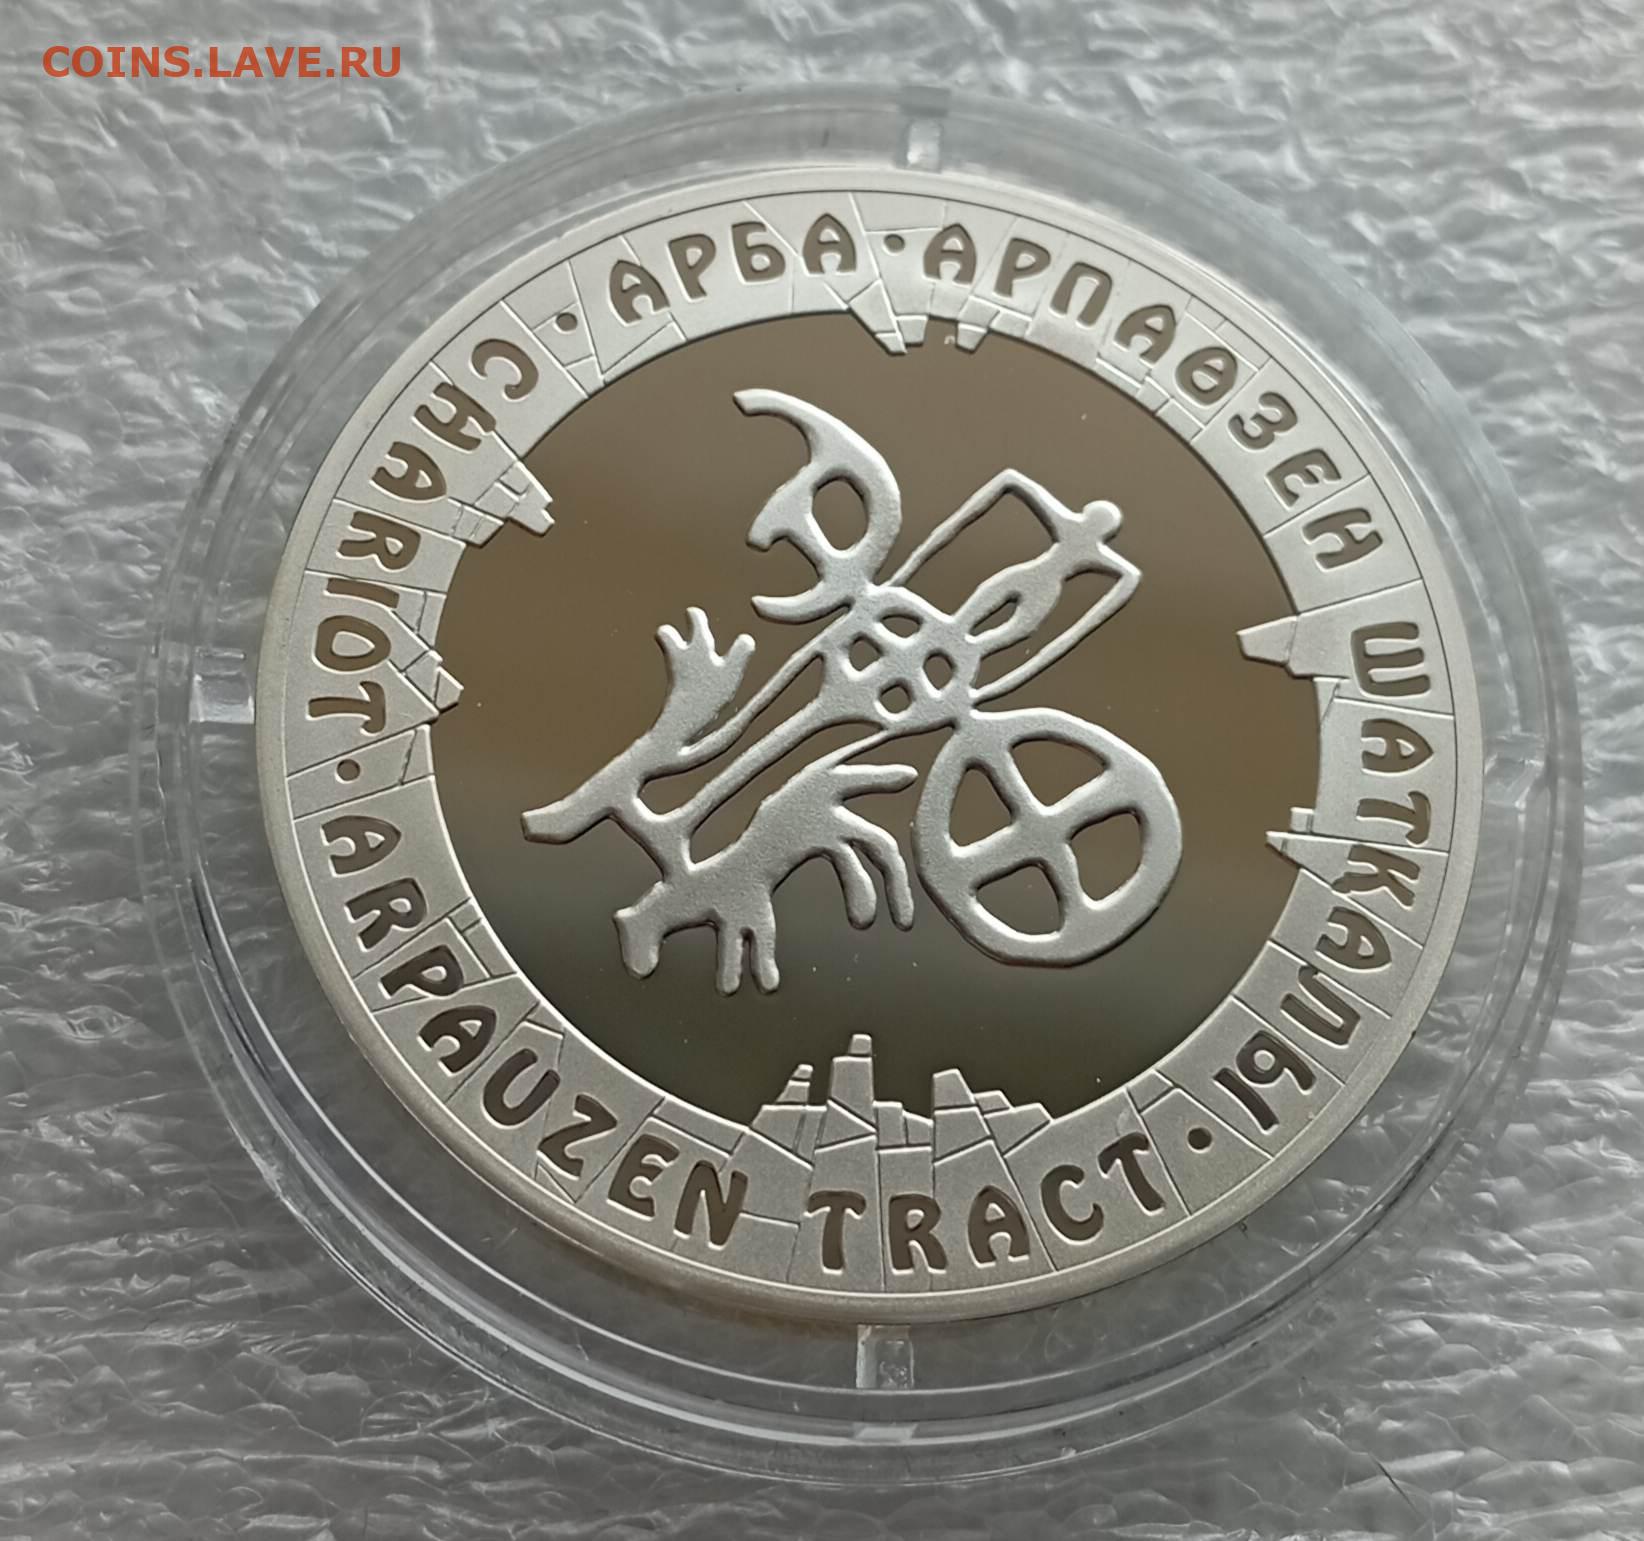 COINS.LAVE.RU
АРБА · АРПАӨЗЕН ШАТКАЛЫ ·
CHARIOT · ARPAUZEN TRACT ·